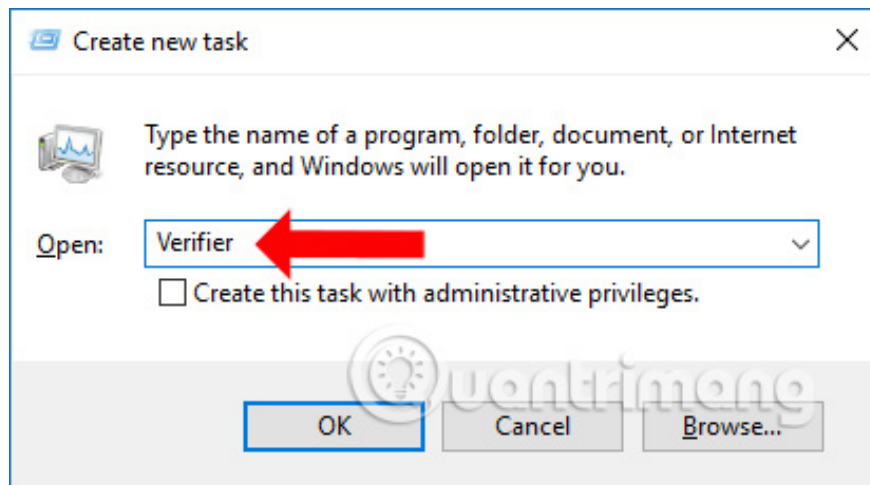 Create new task
Type the name of a program, folder, document, or Internet
resource, and Windows will open it for you.
Open:
Verifier
Create this task with administrative privileges.
Quantrimang
OK
Cancel
Browse...